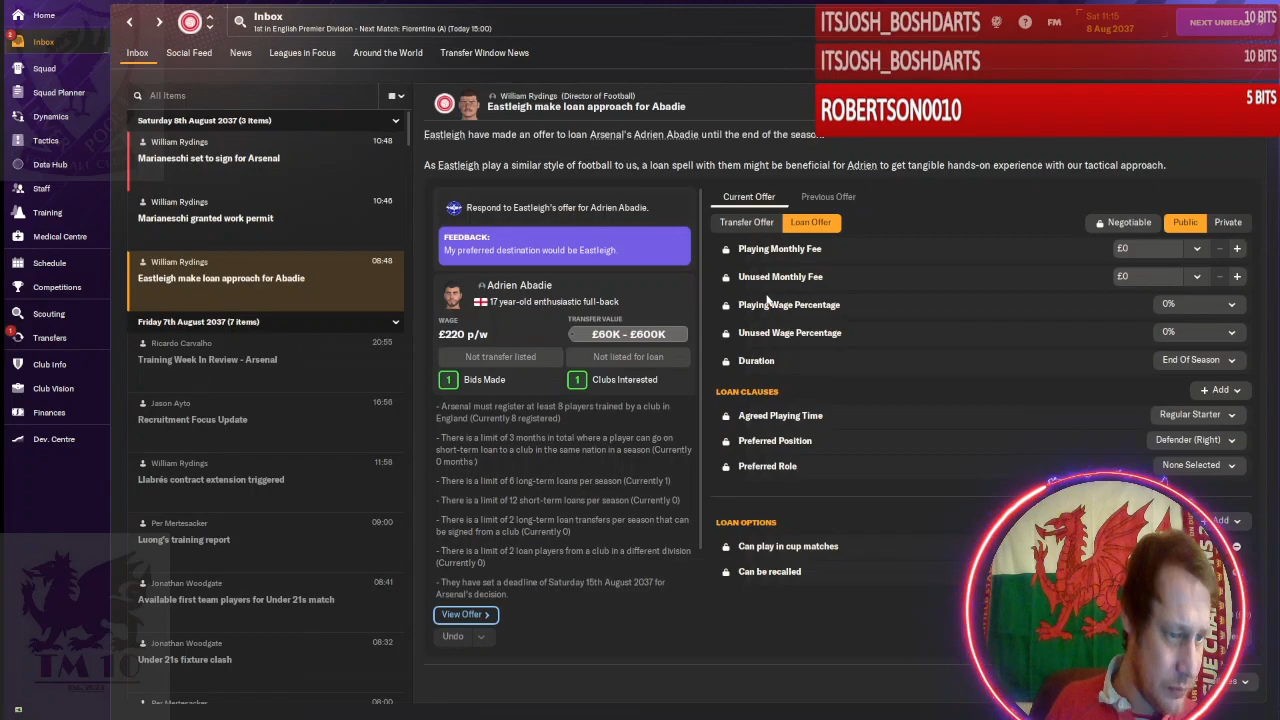 Home
Inbox
Squad
Squad Planner
Dynamics
Tactics
Data Hub
Staff
Training
Medical Centre
Schedule
Competitions
Scouting
Transfers
Club Info
Club Vision
Finances
Dev. Centre
2
1
TM 10
Inbox
1st in English Premier Division - Next Match: Fiorentina (A) (Today 15:00)
FM
Sat 11:15
8 Aug 2037
NEXT UNREAD
ITSJOSH_BOSHDARTS 10 BITS
ITSJOSH_BOSHDARTS 10 BITS
ROBERTSON0010 5 BITS
Inbox Social Feed News Leagues in Focus Around the World Transfer Window News
All Items
Saturday 8th August 2037 (3 items)
William Rydings 10:48
Marianeschi set to sign for Arsenal
William Rydings 10:46
Marianeschi granted work permit
William Rydings 08:48
Eastleigh make loan approach for Abadie
Friday 7th August 2037 (7 items)
Ricardo Carvalho 20:55
Training Week In Review - Arsenal
Jason Ayto 16:56
Recruitment Focus Update
William Rydings 11:58
Llabrés contract extension triggered
Per Mertesacker 09:00
Luong's training report
Jonathan Woodgate 08:41
Available first team players for Under 21s match
Jonathan Woodgate 08:32
Under 21s fixture clash
Per Mertesacker 08:00
William Rydings (Director of Football)
Eastleigh make loan approach for Abadie
Eastleigh have made an offer to loan Arsenal's Adrien Abadie until the end of the season.
As Eastleigh play a similar style of football to us, a loan spell with them might be beneficial for Adrien to get tangible hands-on experience with our tactical approach.
Respond to Eastleigh's offer for Adrien Abadie.
FEEDBACK:
My preferred destination would be Eastleigh.
Adrien Abadie
17 year-old enthusiastic full-back
WAGE TRANSFER VALUE
£220 p/w £60K - £600K
Not transfer listed Not listed for loan
1 Bids Made 1 Clubs Interested
- Arsenal must register at least 8 players trained by a club in
England (Currently 8 registered)
- There is a limit of 3 months in total where a player can go on
short-term loan to a club in the same nation in a season (Currently
0 months )
- There is a limit of 6 long-term loans per season (Currently 1)
- There is a limit of 12 short-term loans per season (Currently 0)
- There is a limit of 2 long-term loan transfers per season that can
be signed from a club (Currently 0)
- There is a limit of 2 loan players from a club in a different division
(Currently 0)
- They have set a deadline of Saturday 15th August 2037 for
Arsenal's decision.
View Offer >
Undo
Current Offer Previous Offer
Transfer Offer Loan Offer Negotiable Public Private
Playing Monthly Fee £0
Unused Monthly Fee £0
Playing Wage Percentage 0%
Unused Wage Percentage 0%
Duration End Of Season
LOAN CLAUSES + Add
Agreed Playing Time Regular Starter
Preferred Position Defender (Right)
Preferred Role None Selected
LOAN OPTIONS Add
Can play in cup matches
Can be recalled